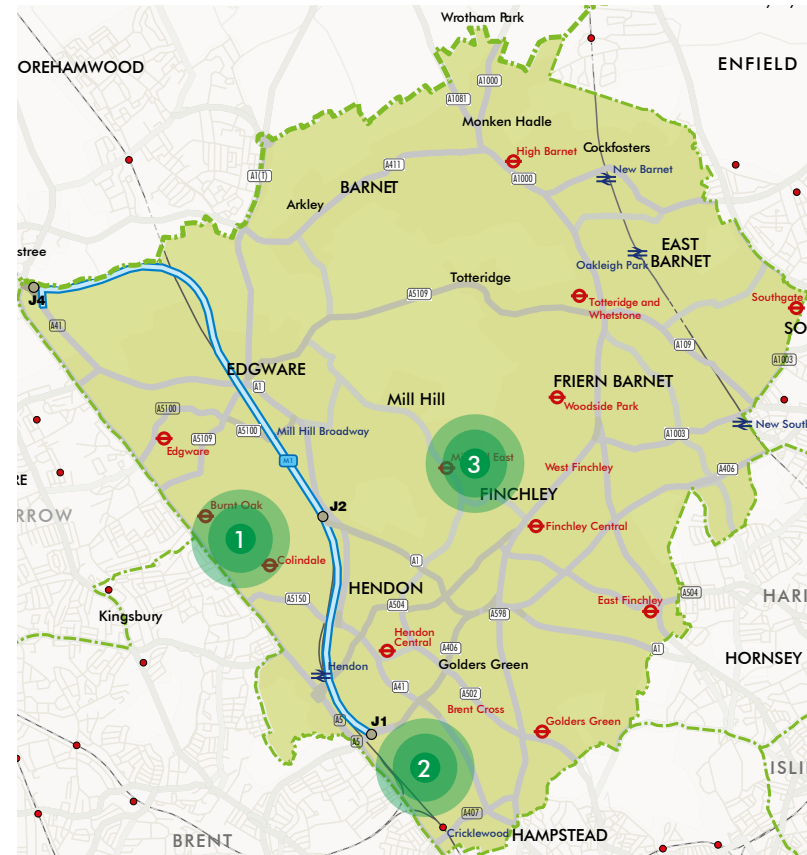 Wrotham Park
OREHAMWOOD
ENFIELD
A1000
A1081
Monken Hadle
Cockfosters
High Barnet
A411
New Barnet
A1(T)
A1000
BARNET
Arkley
EAST
BARNET
stree
Oakleigh Park
Totteridge
J4
A5109
Totteridge and
Whetstone
Southgate
SO
A41
A109
A1003
EDGWARE
FRIERN BARNET
A1
Mill Hill
Woodside Park
A5100
New South
A5100
Mill Hill Broadway
A1003
A5109
Edgware
M1
3
West Finchley
A406
RE
FINCHLEY
RROW
Burnt Oak
J2
Finchley Central
1
Colindale
A1
HENDON
A504
East Finchley
HARI
A5150
A504
A598
Kingsbury
Hendon
Central
A406
A1
HORNSEY
Hendon
Golders Green
A41
A502
Brent Cross
A5
J1
Golders Green
A5
2
ISLI
A407
Cricklewood
HAMPSTEAD
BRENT